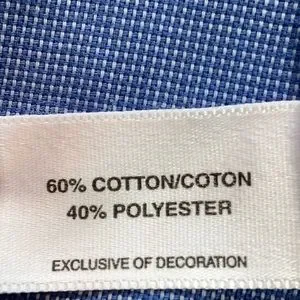 60% COTTON/COTON
40% POLYESTER
EXCLUSIVE OF DECORATION